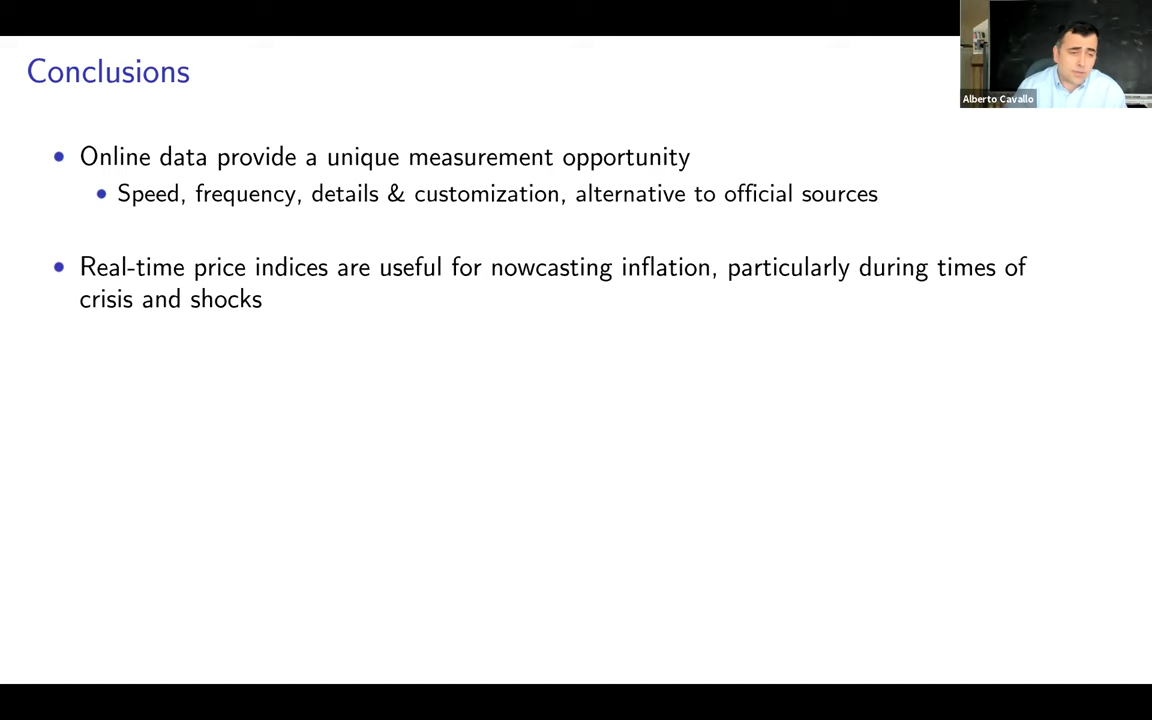 Conclusions
Alberto Cavallo
• Online data provide a unique measurement opportunity
• Speed, frequency, details & customization, alternative to official sources
• Real-time price indices are useful for nowcasting inflation, particularly during times of
crisis and shocks